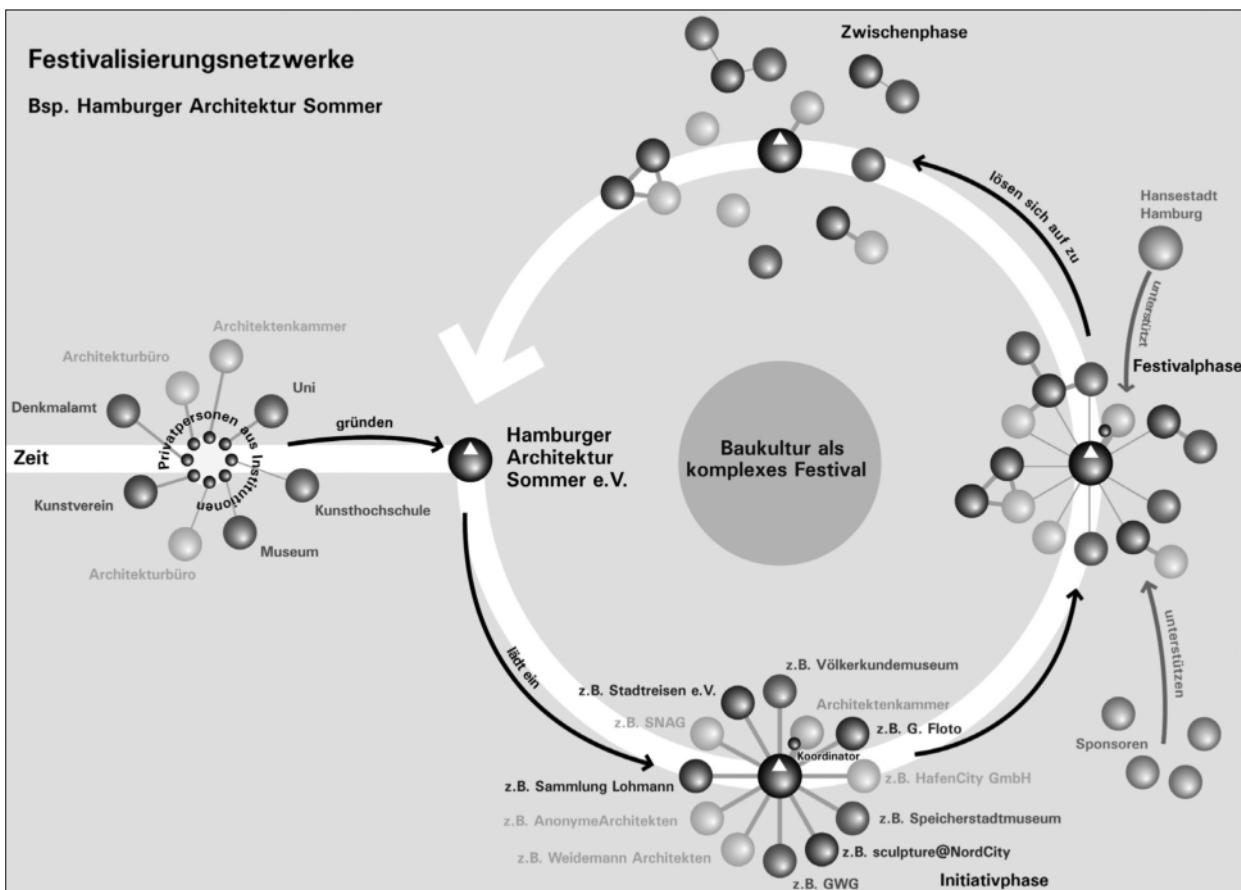 Festivalisierungsnetzwerke
Bsp. Hamburger Architektur Sommer
Zwischenphase
lösen sich auf zu
Hansestadt
Hamburg
unterstützt
Festivalphase
Architektenkammer
Architekturbüro
Uni
Denkmalamt
Privatpersonen aus Institutionen
gründen
Zeit
Kunstverein
Kunsthochschule
Museum
Architekturbüro
Hamburger
Architektur
Sommer e.V.
Baukultur als
komplexes Festival
lädt ein
unterstützen
Sponsoren
z.B. Völkerkundemuseum
z.B. Stadtreisen e.V.
Architektenkammer
z.B. SNAG
z.B. G. Floto
Koordinator
z.B. Sammlung Lohmann
z.B. HafenCity GmbH
z.B. AnonymeArchitekten
z.B. Speicherstadtmuseum
z.B. Weidemann Architekten
z.B. sculpture@NordCity
z.B. GWG
Initiativphase